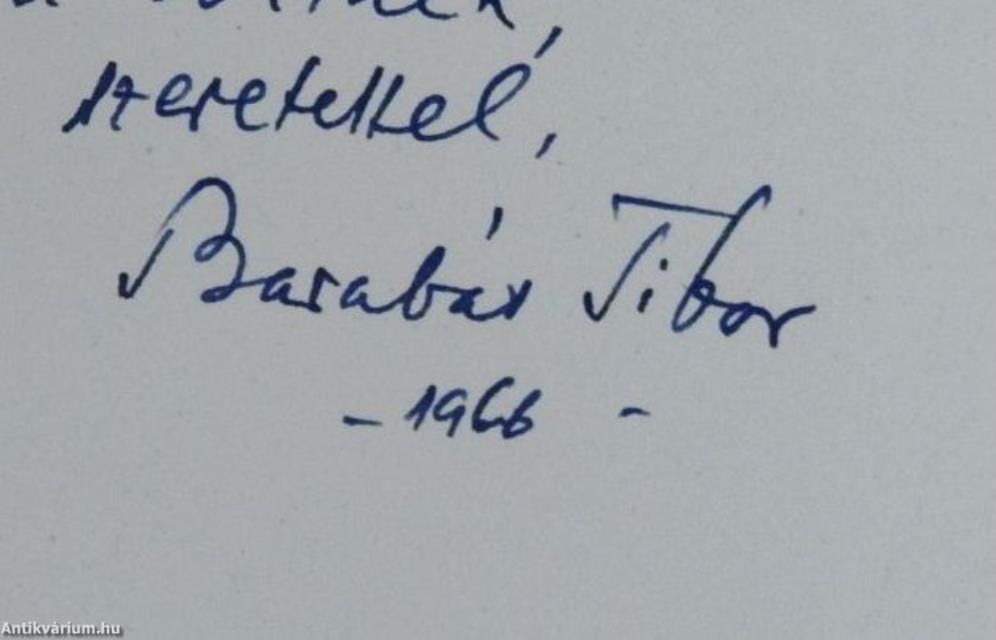 szeretettel,
Barabás Tibor
- 1966 -
Antikvárium.hu